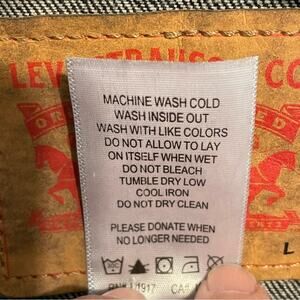 LEV STRAUSS CO
MACHINE WASH COLD
WASH INSIDE OUT
WASH WITH LIKE COLORS
DO NOT ALLOW TO LAY
ON ITSELF WHEN WET
DO NOT BLEACH
TUMBLE DRY LOW
COOL IRON
DO NOT DRY CLEAN
PLEASE DONATE WHEN
NO LONGER NEEDED
L